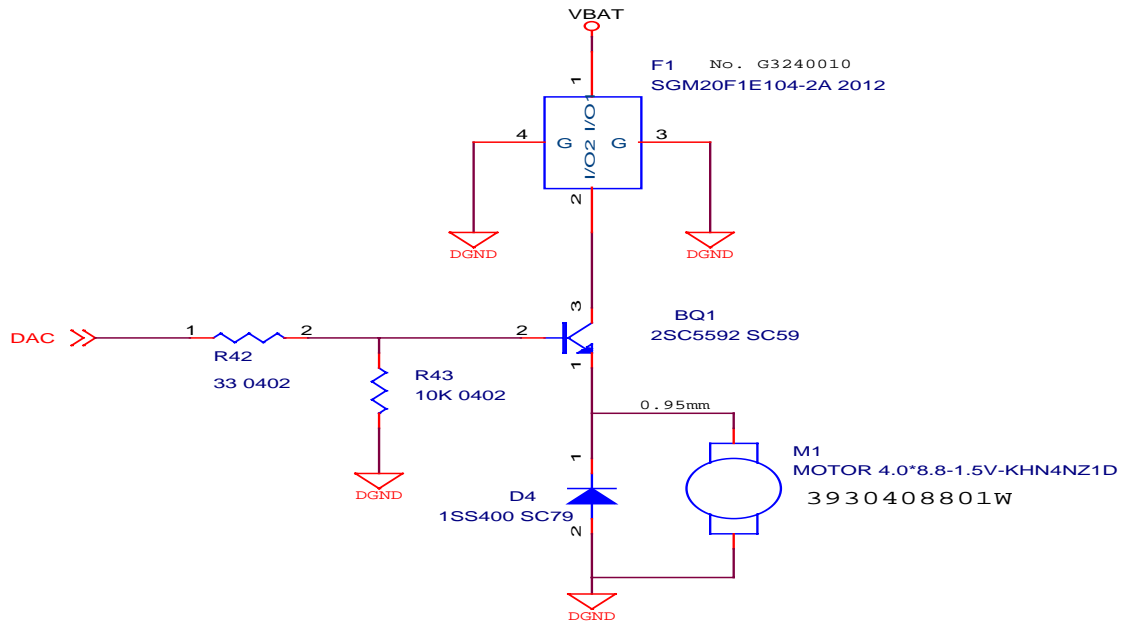 VBAT
1
F1 No. G3240010
SGM20F1E104-2A 2012
I/O1
4
G
G
3
I/O2
2
DGND
DGND
3
BQ1
2SC5592 SC59
DAC
1
2
2
R42
33 0402
R43
10K 0402
1
0.95mm
DGND
1
M1
MOTOR 4.0*8.8-1.5V-KHN4NZ1D
3930408801W
D4
1SS400 SC79
2
DGND